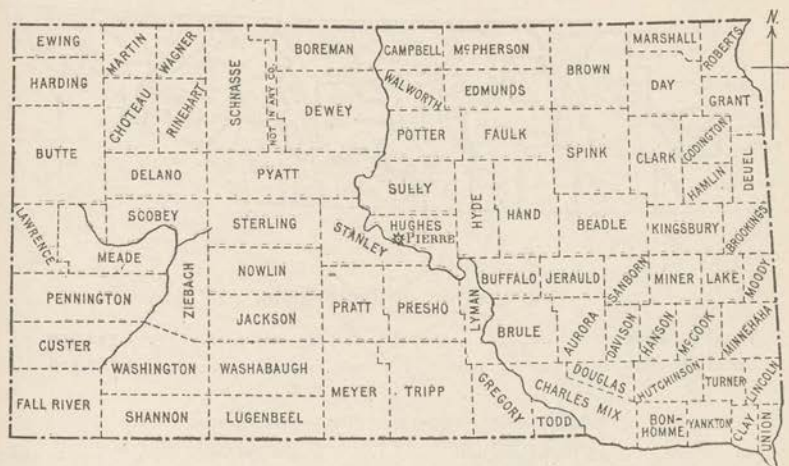 N.
EWING
MARTIN
WAGNER
SCHNASSE
NOT IN ANY CO.
BOREMAN
CAMPBELL
McPHERSON
BROWN
MARSHALL
ROBERTS
HARDING
CHOTEAU
RINEHART
DEWEY
WALWORTH
EDMUNDS
DAY
GRANT
BUTTE
POTTER
FAULK
SPINK
CLARK
CODINGTON
HAMLIN
DEUEL
DELANO
PYATT
SULLY
HYDE
HAND
BEADLE
KINGSBURY
BROOKINGS
LAWRENCE
SCOBEY
MEADE
STERLING
STANLEY
HUGHES
PIERRE
ZIEBACH
NOWLIN
BUFFALO
JERAULD
SANBORN
MINER
LAKE
MOODY
PENNINGTON
JACKSON
PRATT
PRESHO
LYMAN
BRULE
AURORA
DAVISON
HANSON
McCOOK
MINNEHAHA
CUSTER
WASHINGTON
WASHABAUGH
MEYER
TRIPP
GREGORY
DOUGLAS
CHARLES MIX
HUTCHINSON
TURNER
LINCOLN
FALL RIVER
SHANNON
LUGENBEEL
TODD
BON-
HOMME
YANKTON
CLAY
UNION